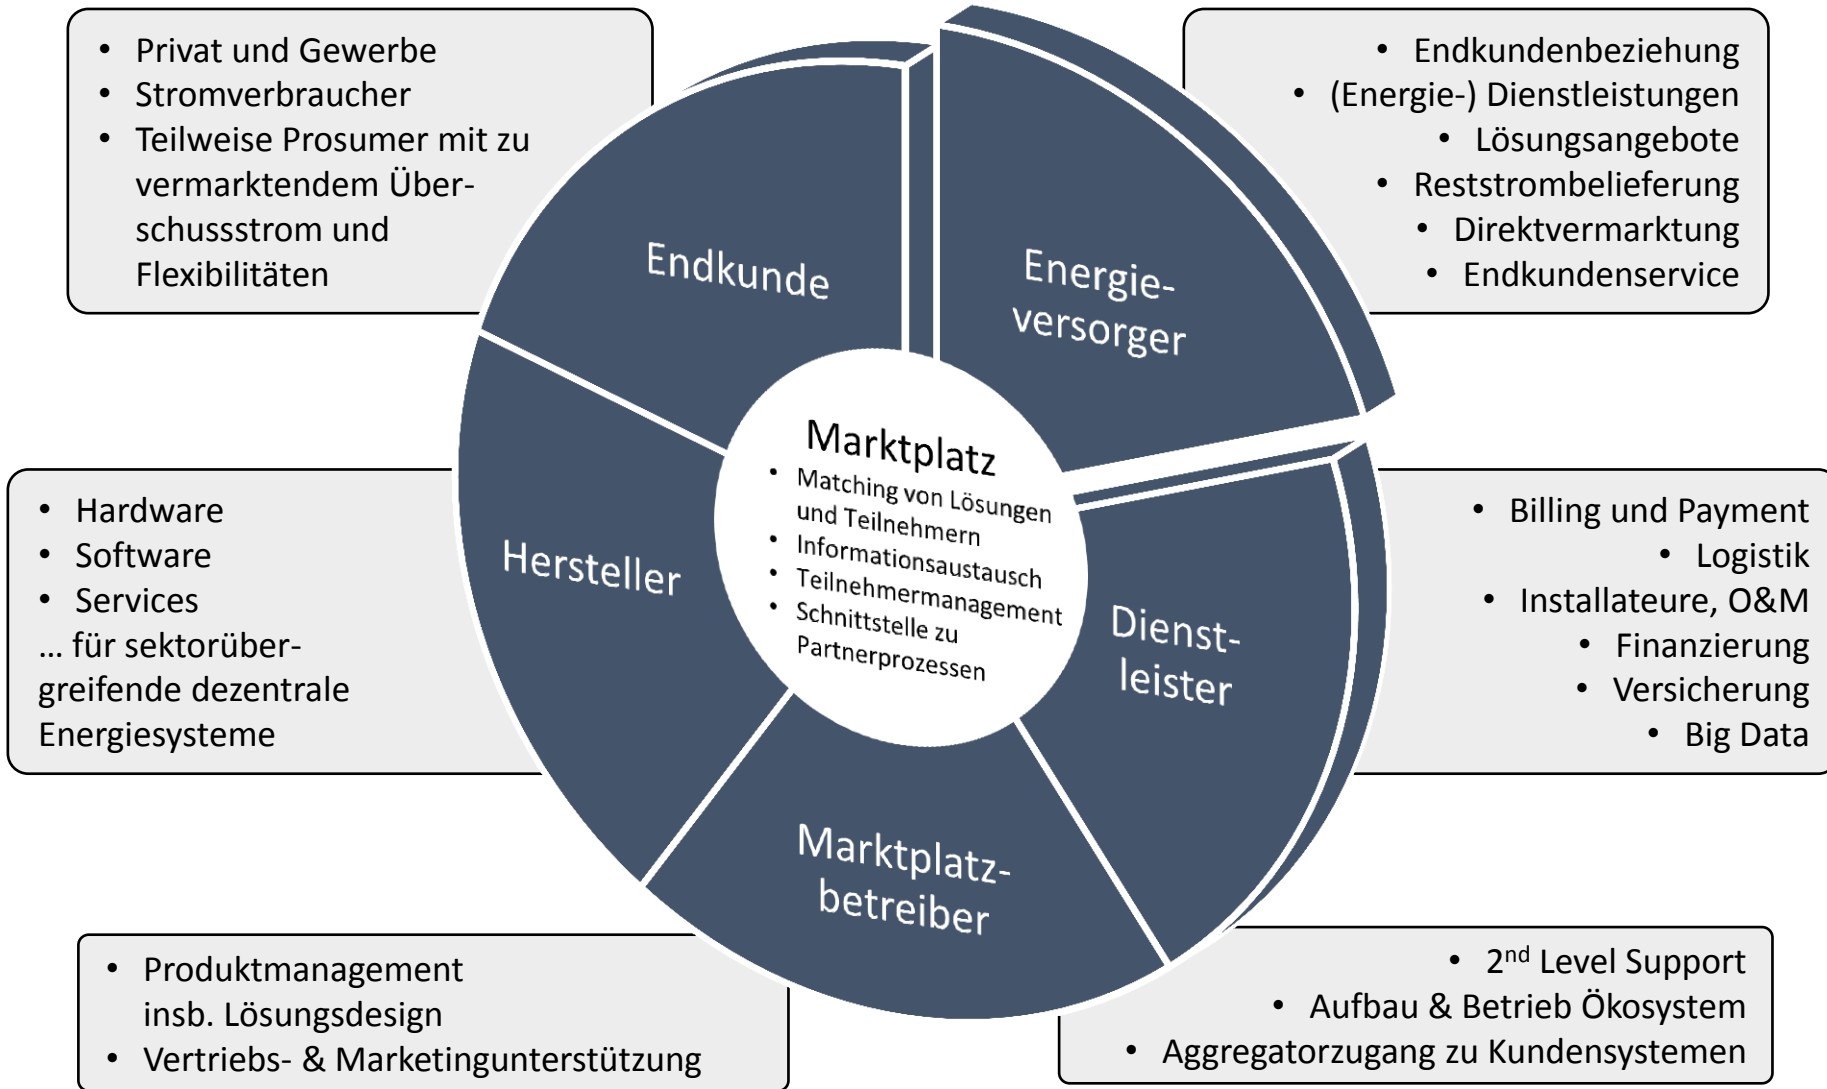 • Privat und Gewerbe
• Stromverbraucher
• Teilweise Prosumer mit zu
vermarktendem Über-
schussstrom und
Flexibilitäten
• Endkundenbeziehung
• (Energie-) Dienstleistungen
• Lösungsangebote
• Reststrombelieferung
• Direktvermarktung
• Endkundenservice
Endkunde
Energie-
versorger
Marktplatz
• Matching von Lösungen
und Teilnehmern
• Informationsaustausch
• Teilnehmermanagement
• Schnittstelle zu
Partnerprozessen
• Hardware
• Software
• Services
... für sektorüber-
greifende dezentrale
Energiesysteme
Hersteller
Dienst-
leister
• Billing und Payment
• Logistik
• Installateure, O&M
• Finanzierung
• Versicherung
• Big Data
Marktplatz-
betreiber
• Produktmanagement
insb. Lösungsdesign
• Vertriebs- & Marketingunterstützung
• 2nd Level Support
• Aufbau & Betrieb Ökosystem
• Aggregatorzugang zu Kundensystemen